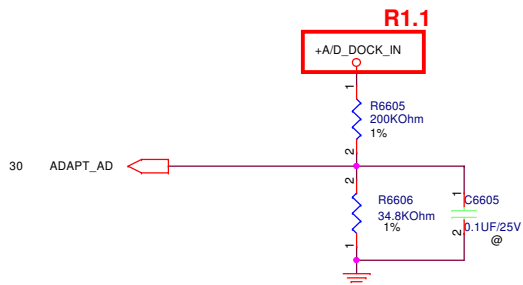 R1.1
+A/D_DOCK_IN
1
R6605
200KOhm
1%
2
30 ADAPT_AD
2
R6606
34.8KOhm
1%
1
1
C6605
0.1UF/25V
@
2